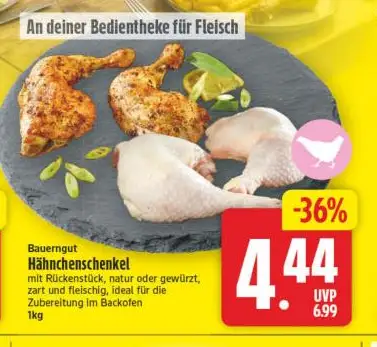 An deiner Bedientheke für Fleisch
-36%
Bauerngut
Hähnchenschenkel
mit Rückenstück, natur oder gewürzt,
zart und fleischig, ideal für die
Zubereitung im Backofen
1kg
4.44
UVP
6.99